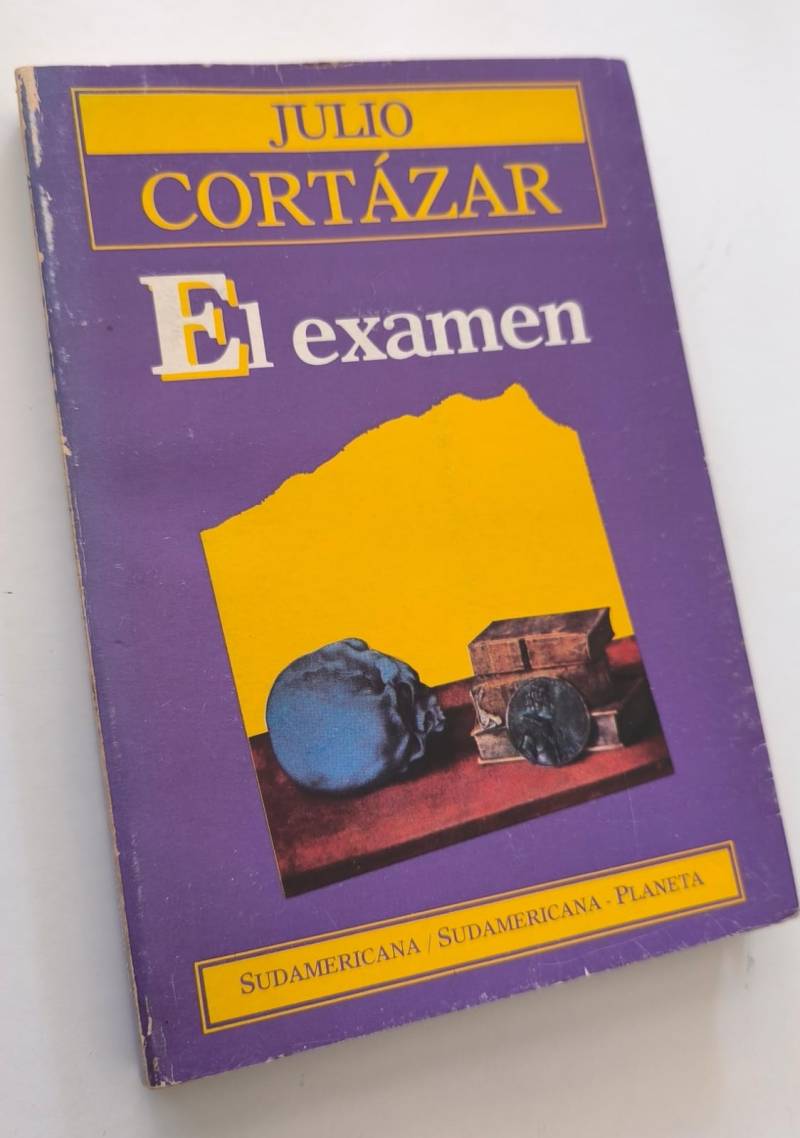 JULIO
CORTÁZAR
El examen
SUDAMERICANA / SUDAMERICANA - PLANETA